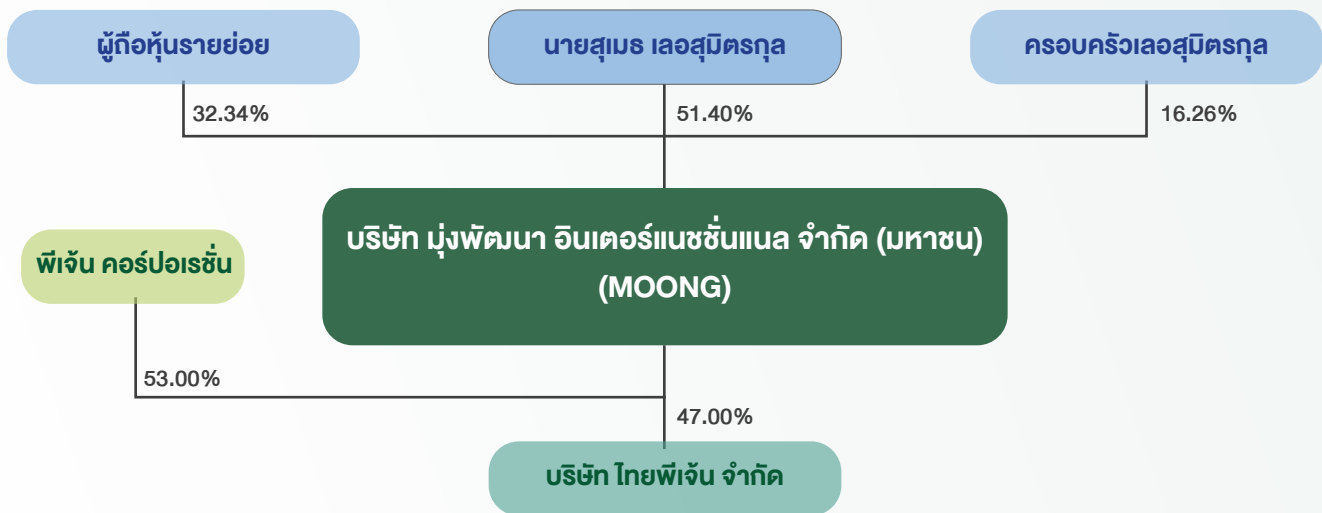 ผู้ถือหุ้นรายย่อย
นายสุเมธ เลอสุมิตรกุล
ครอบครัวเลอสุมิตรกุล
32.34%
51.40%
16.26%
บริษัท มุ่งพัฒนา อินเตอร์แนชชั่นแนล จำกัด (มหาชน)
(MOONG)
พีเจ้น คอร์ปอเรชั่น
53.00%
47.00%
บริษัท ไทยพีเจ้น จำกัด